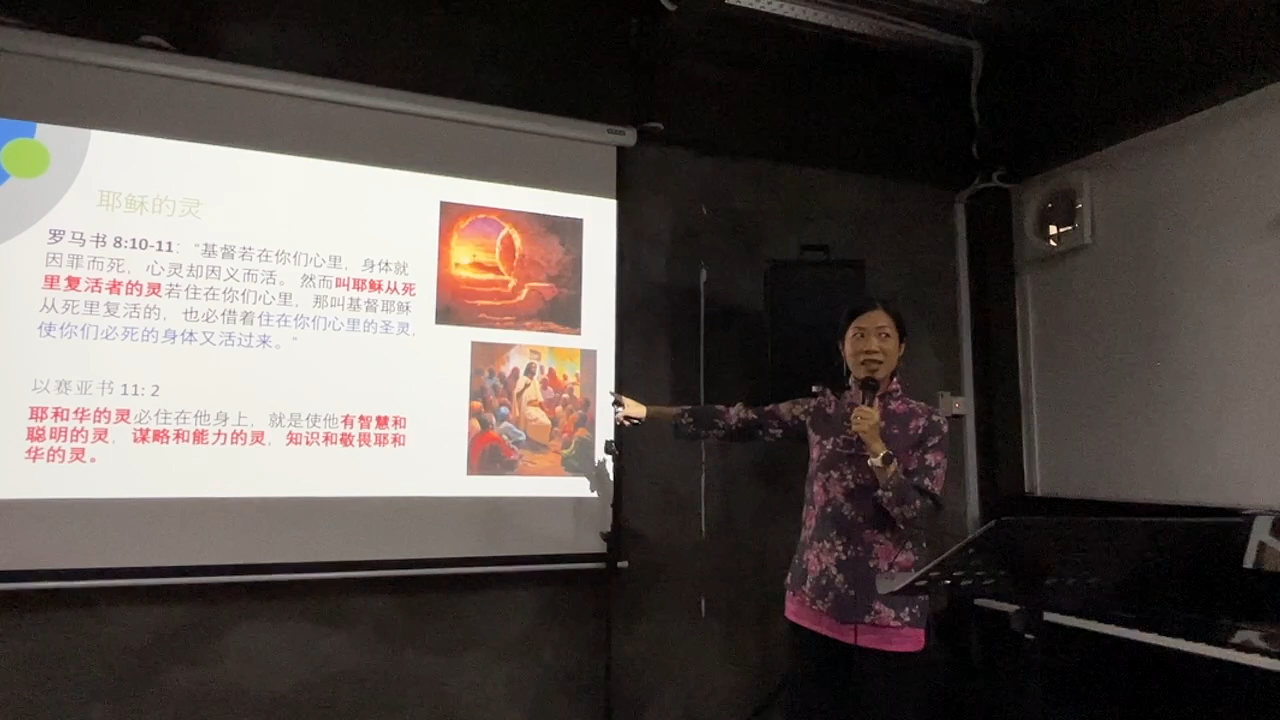 耶稣的灵
罗马书 8:10-11：“基督若在你们心里，身体就
因罪而死，心灵却因义而活。 然而叫耶稣从死
里复活者的灵若住在你们心里，那叫基督耶稣
从死里复活的，也必借着住在你们心里的圣灵，
使你们必死的身体又活过来。”
以赛亚书 11: 2
耶和华的灵必住在他身上，就是使他有智慧和
聪明的灵，谋略和能力的灵，知识和敬畏耶和
华的灵。